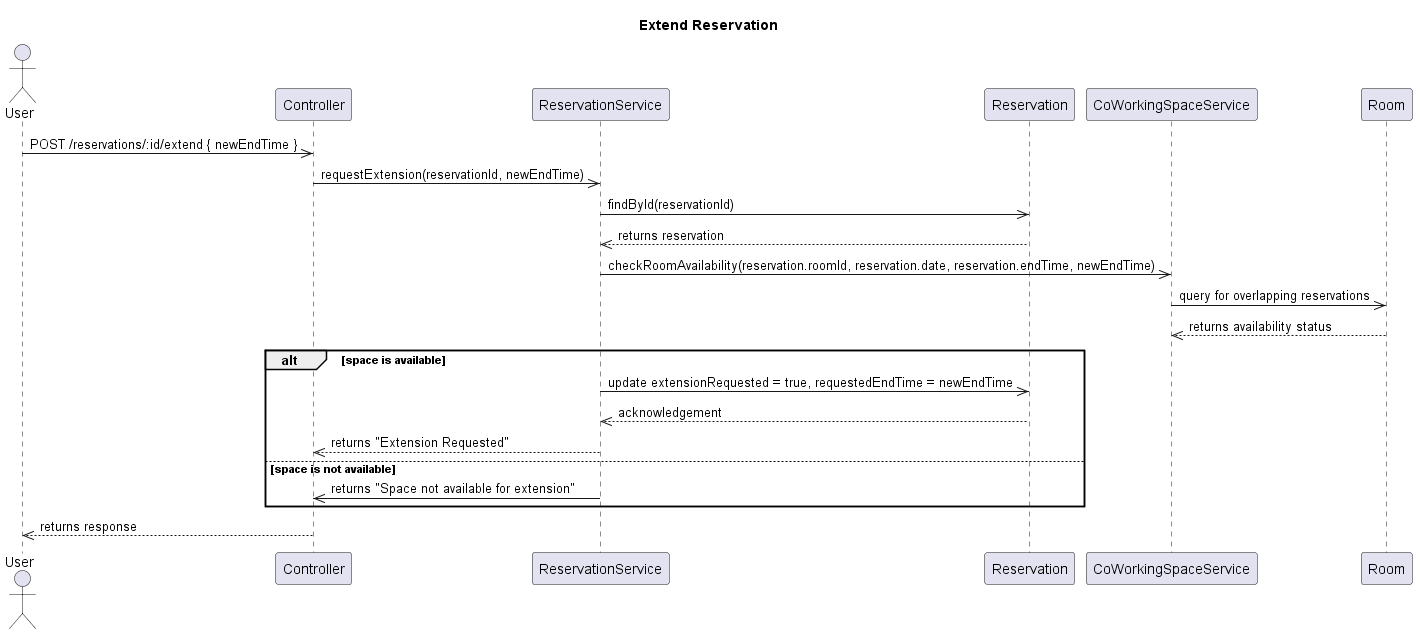 Extend Reservation
User
Controller
ReservationService
Reservation
CoWorkingSpaceService
Room
POST /reservations/:id/extend { newEndTime }
requestExtension(reservationId, newEndTime)
findById(reservationId)
returns reservation
checkRoomAvailability(reservation.roomId, reservation.date, reservation.endTime, newEndTime)
query for overlapping reservations
returns availability status
alt
[space is available]
update extensionRequested = true, requestedEndTime = newEndTime
acknowledgement
returns "Extension Requested"
[space is not available]
returns "Space not available for extension"
returns response
User
Controller
ReservationService
Reservation
CoWorkingSpaceService
Room